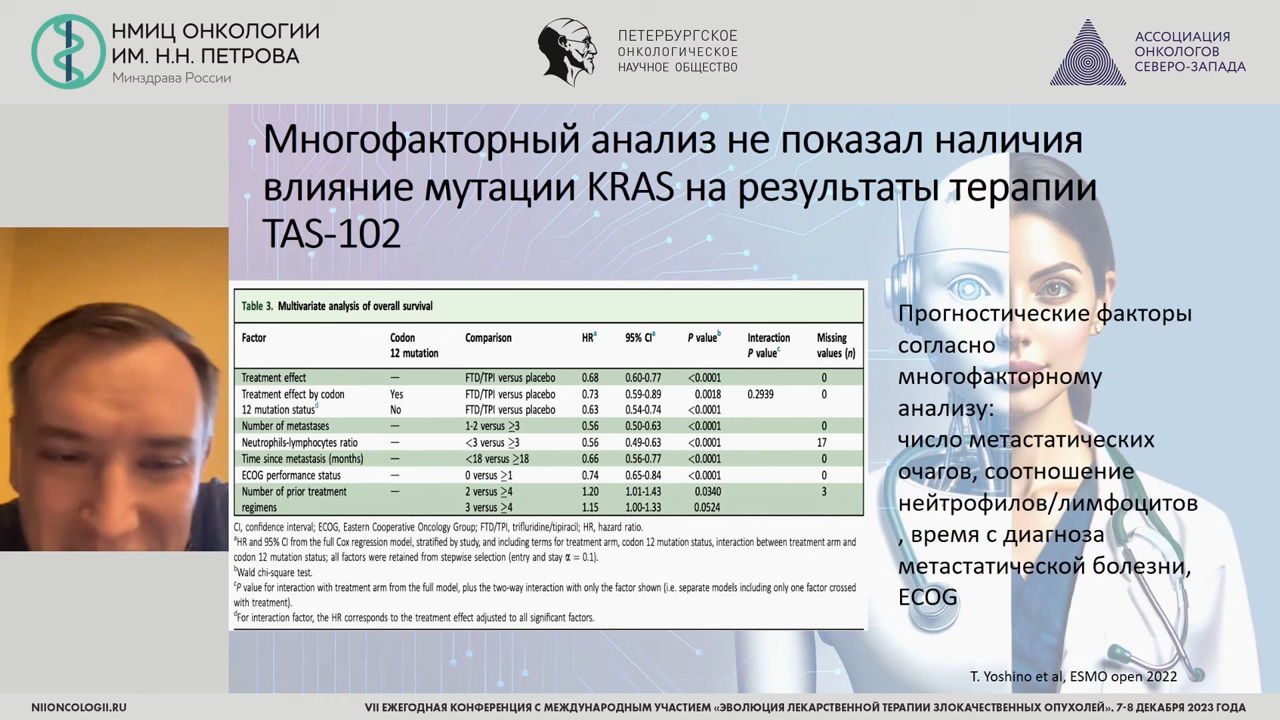 НМИЦ ОНКОЛОГИИ
ИМ. Н.Н. ПЕТРОВА
Минздрава России
ПЕТЕРБУРГСКОЕ
ОНКОЛОГИЧЕСКОЕ
НАУЧНОЕ ОБЩЕСТВО
АССОЦИАЦИЯ
ОНКОЛОГОВ
СЕВЕРО-ЗАПАДА
Многофакторный анализ не показал наличия
влияние мутации KRAS на результаты терапии
TAS-102
Table 3. Multivariate analysis of overall survival
Factor Codon 12 mutation Comparison HRᵃ 95% CIᵃ P valueᵇ Interaction P valueᶜ Missing values (n)
Treatment effect — FTD/TPI versus placebo 0.68 0.60-0.77 <0.0001 0
Treatment effect by codon Yes FTD/TPI versus placebo 0.73 0.59-0.89 0.0018 0.2939 0
12 mutation statusᵈ No FTD/TPI versus placebo 0.63 0.54-0.74 <0.0001
Number of metastases — 1-2 versus ≥3 0.56 0.50-0.63 <0.0001 0
Neutrophils-lymphocytes ratio — <3 versus ≥3 0.56 0.49-0.63 <0.0001 17
Time since metastasis (months) — <18 versus ≥18 0.66 0.56-0.77 <0.0001 0
ECOG performance status — 0 versus ≥1 0.74 0.65-0.84 <0.0001 0
Number of prior treatment — 2 versus ≥4 1.20 1.01-1.43 0.0340 3
regimens 3 versus ≥4 1.15 1.00-1.33 0.0524
CI, confidence interval; ECOG, Eastern Cooperative Oncology Group; FTD/TPI, trifluridine/tipiracil; HR, hazard ratio.
ᵃHR and 95% CI from the full Cox regression model, stratified by study, and including terms for treatment arm, codon 12 mutation status, interaction between treatment arm and
codon 12 mutation status; all factors were retained from stepwise selection (entry and stay α = 0.1).
ᵇWald chi-square test.
ᶜP value for interaction with treatment arm from the full model, plus the two-way interaction with only the factor shown (i.e. separate models including only one factor crossed
with treatment).
ᵈFor interaction factor, the HR corresponds to the treatment effect adjusted to all significant factors.
Прогностические факторы
согласно
многофакторному
анализу:
число метастатических
очагов, соотношение
нейтрофилов/лимфоцитов
, время с диагноза
метастатической болезни,
ECOG
T. Yoshino et al, ESMO open 2022
NIIONCOLOGII.RU
VII ЕЖЕГОДНАЯ КОНФЕРЕНЦИЯ С МЕЖДУНАРОДНЫМ УЧАСТИЕМ «ЭВОЛЮЦИЯ ЛЕКАРСТВЕННОЙ ТЕРАПИИ ЗЛОКАЧЕСТВЕННЫХ ОПУХОЛЕЙ». 7-8 ДЕКАБРЯ 2023 ГОДА